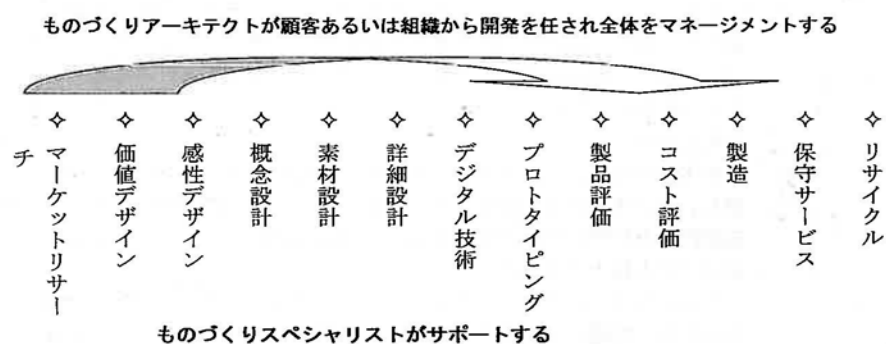 ものづくりアーキテクトが顧客あるいは組織から開発を任され全体をマネージメントする
✧ マーケットリサー
チ
✧ 価値デザイン
✧ 感性デザイン
✧ 概念設計
✧ 素材設計
✧ 詳細設計
✧ デジタル技術
✧ プロトタイピング
✧ 製品評価
✧ コスト評価
✧ 製造
✧ 保守サービス
✧ リサイクル
ものづくりスペシャリストがサポートする